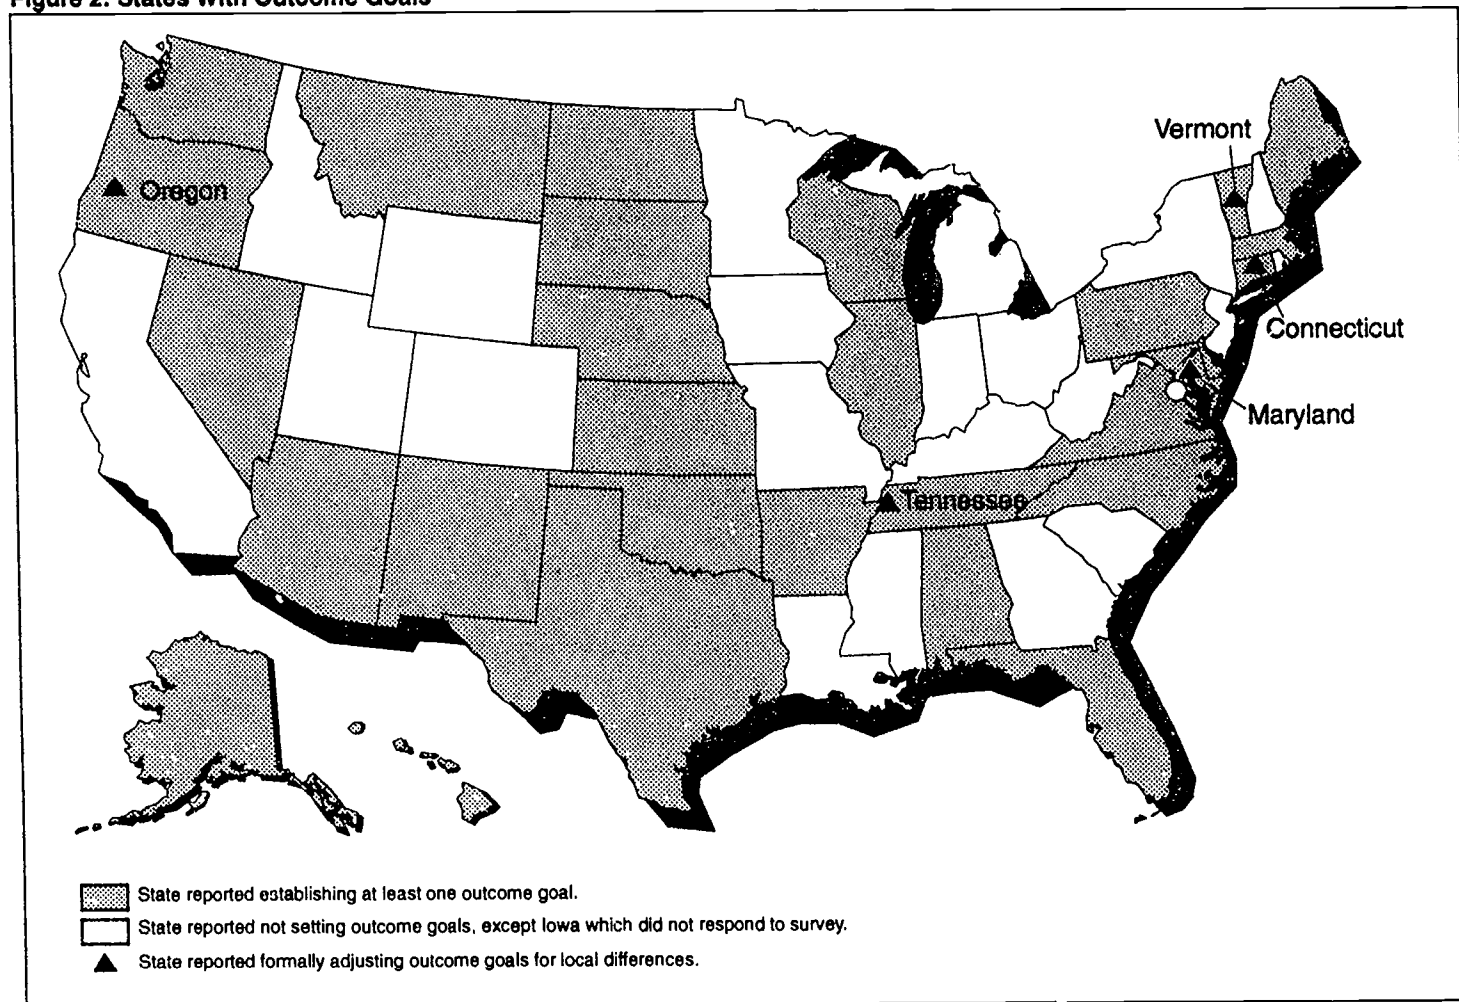 Figure 2: States With Outcome Goals
Vermont
Oregon
Connecticut
Maryland
Tennessee
State reported establishing at least one outcome goal.
State reported not setting outcome goals, except Iowa which did not respond to survey.
State reported formally adjusting outcome goals for local differences.